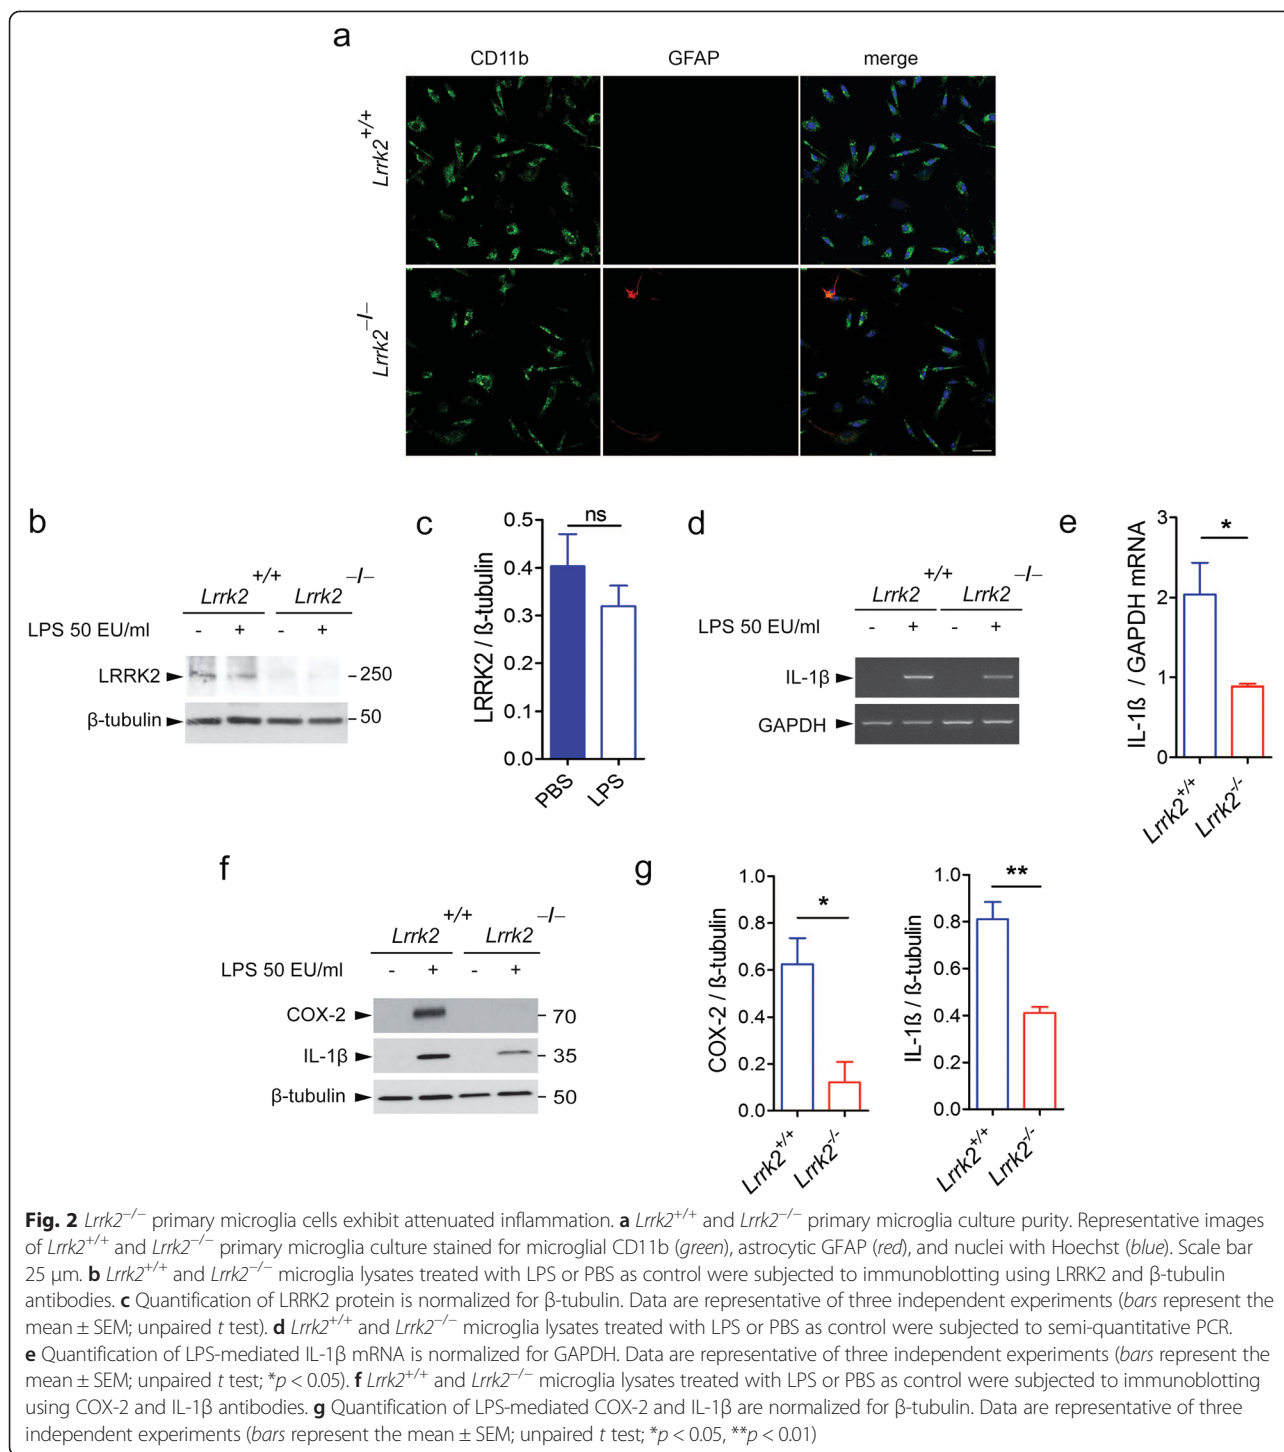 a
CD11b GFAP merge
Lrrk2+/+
Lrrk2−/−
b
+/+ −/−
Lrrk2 Lrrk2
LPS 50 EU/ml - + - +
LRRK2 250
β-tubulin 50
c
ns
LRRK2 / ß-tubulin
0.5
0.4
0.3
0.2
0.1
0.0
PBS LPS
d
+/+ −/−
Lrrk2 Lrrk2
LPS 50 EU/ml - + - +
IL-1β
GAPDH
e
*
IL-1ß / GAPDH mRNA
3
2
1
0
Lrrk2+/+ Lrrk2-/-
f
+/+ −/−
Lrrk2 Lrrk2
LPS 50 EU/ml - + - +
COX-2 70
IL-1β 35
β-tubulin 50
g
*
COX-2 / ß-tubulin
1.0
0.8
0.6
0.4
0.2
0.0
Lrrk2+/+ Lrrk2-/-
**
IL-1ß / ß-tubulin
1.0
0.8
0.6
0.4
0.2
0.0
Lrrk2+/+ Lrrk2-/-
Fig. 2 Lrrk2−/− primary microglia cells exhibit attenuated inflammation. a Lrrk2+/+ and Lrrk2−/− primary microglia culture purity. Representative images
of Lrrk2+/+ and Lrrk2−/− primary microglia culture stained for microglial CD11b (green), astrocytic GFAP (red), and nuclei with Hoechst (blue). Scale bar
25 μm. b Lrrk2+/+ and Lrrk2−/− microglia lysates treated with LPS or PBS as control were subjected to immunoblotting using LRRK2 and β-tubulin
antibodies. c Quantification of LRRK2 protein is normalized for β-tubulin. Data are representative of three independent experiments (bars represent the
mean ± SEM; unpaired t test). d Lrrk2+/+ and Lrrk2−/− microglia lysates treated with LPS or PBS as control were subjected to semi-quantitative PCR.
e Quantification of LPS-mediated IL-1β mRNA is normalized for GAPDH. Data are representative of three independent experiments (bars represent the
mean ± SEM; unpaired t test; *p < 0.05). f Lrrk2+/+ and Lrrk2−/− microglia lysates treated with LPS or PBS as control were subjected to immunoblotting
using COX-2 and IL-1β antibodies. g Quantification of LPS-mediated COX-2 and IL-1β are normalized for β-tubulin. Data are representative of three
independent experiments (bars represent the mean ± SEM; unpaired t test; *p < 0.05, **p < 0.01)